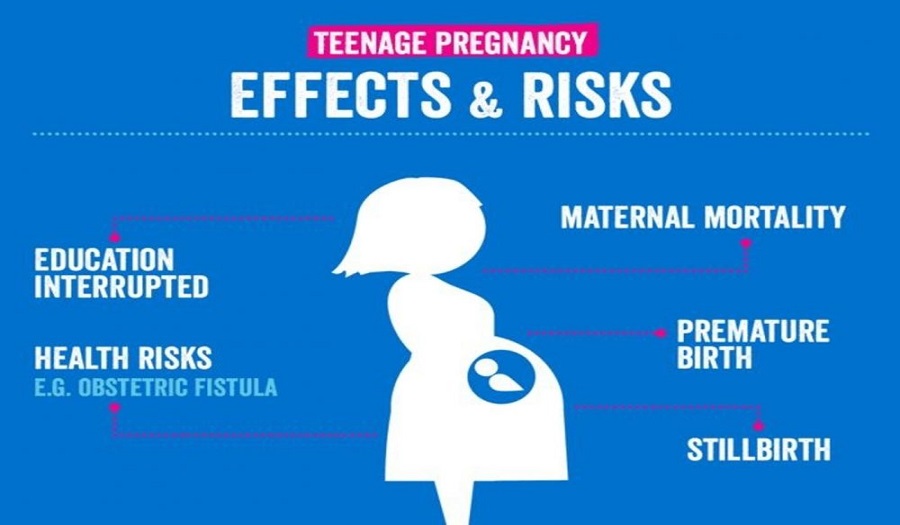 TEENAGE PREGNANCY
EFFECTS & RISKS
EDUCATION
INTERRUPTED
HEALTH RISKS
E.G. OBSTETRIC FISTULA
MATERNAL MORTALITY
PREMATURE
BIRTH
STILLBIRTH